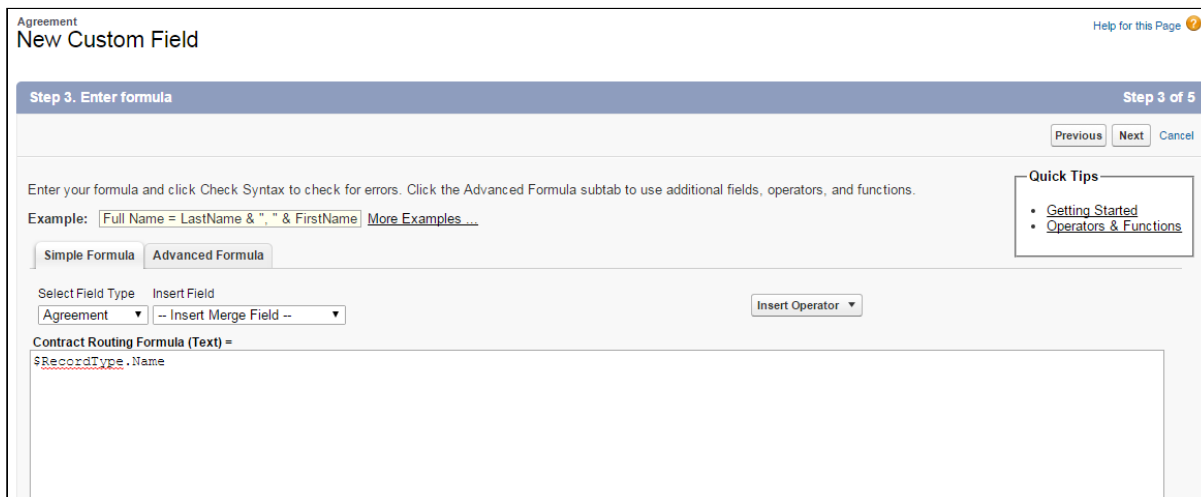 Agreement
New Custom Field
Help for this Page
Step 3. Enter formula
Step 3 of 5
Previous Next Cancel
Enter your formula and click Check Syntax to check for errors. Click the Advanced Formula subtab to use additional fields, operators, and functions.
Quick Tips
Getting Started
Operators & Functions
Example: Full Name = LastName & ", " & FirstName More Examples ...
Simple Formula Advanced Formula
Select Field Type Insert Field
Agreement -- Insert Merge Field --
Insert Operator
Contract Routing Formula (Text) =
$RecordType.Name